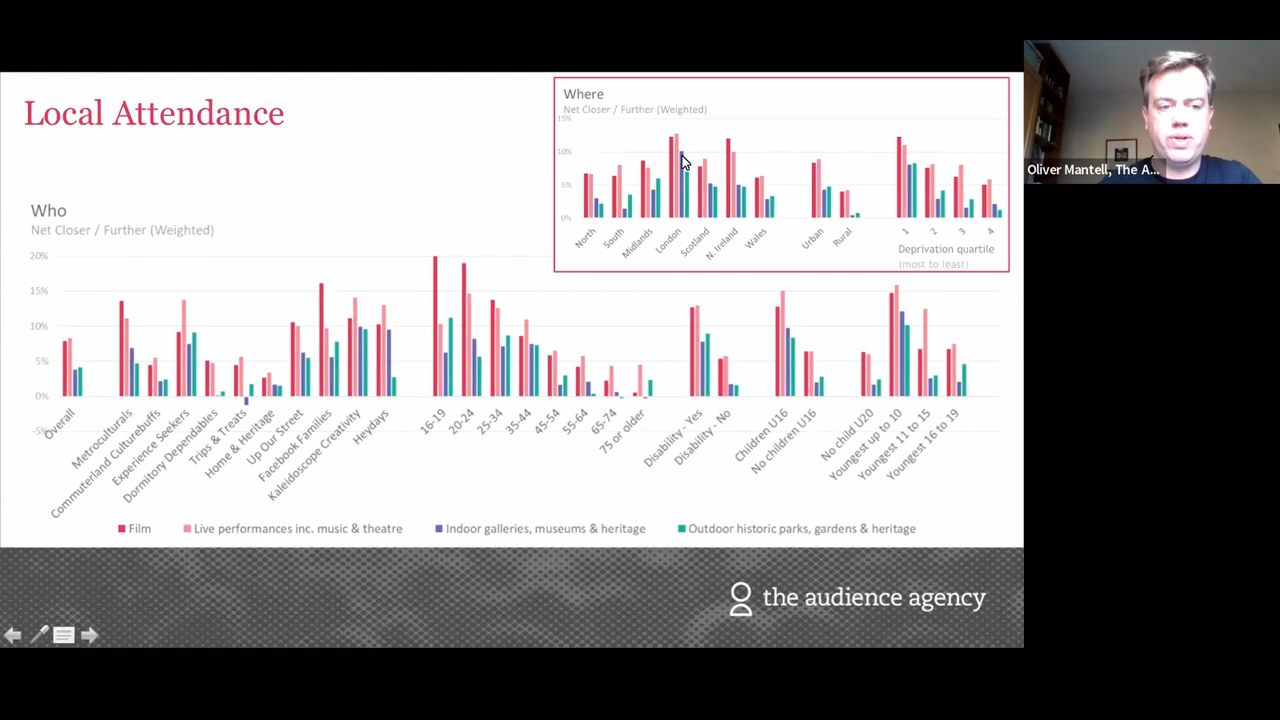 Local Attendance
Where
Net Closer / Further (Weighted)
15%
10%
5%
0%
North
South
Midlands
London
Scotland
N. Ireland
Wales
Urban
Rural
1
2
3
4
Deprivation quartile
(most to least)
Oliver Mantell, The A...
Who
Net Closer / Further (Weighted)
20%
15%
10%
5%
0%
-5%
Overall
Metroculturals
Commuterland Culturebuffs
Experience Seekers
Dormitory Dependables
Trips & Treats
Home & Heritage
Up Our Street
Facebook Families
Kaleidoscope Creativity
Heydays
16-19
20-24
25-34
35-44
45-54
55-64
65-74
75 or older
Disability - Yes
Disability - No
Children U16
No children U16
No child U20
Youngest up to 10
Youngest 11 to 15
Youngest 16 to 19
Film
Live performances inc. music & theatre
Indoor galleries, museums & heritage
Outdoor historic parks, gardens & heritage
the audience agency